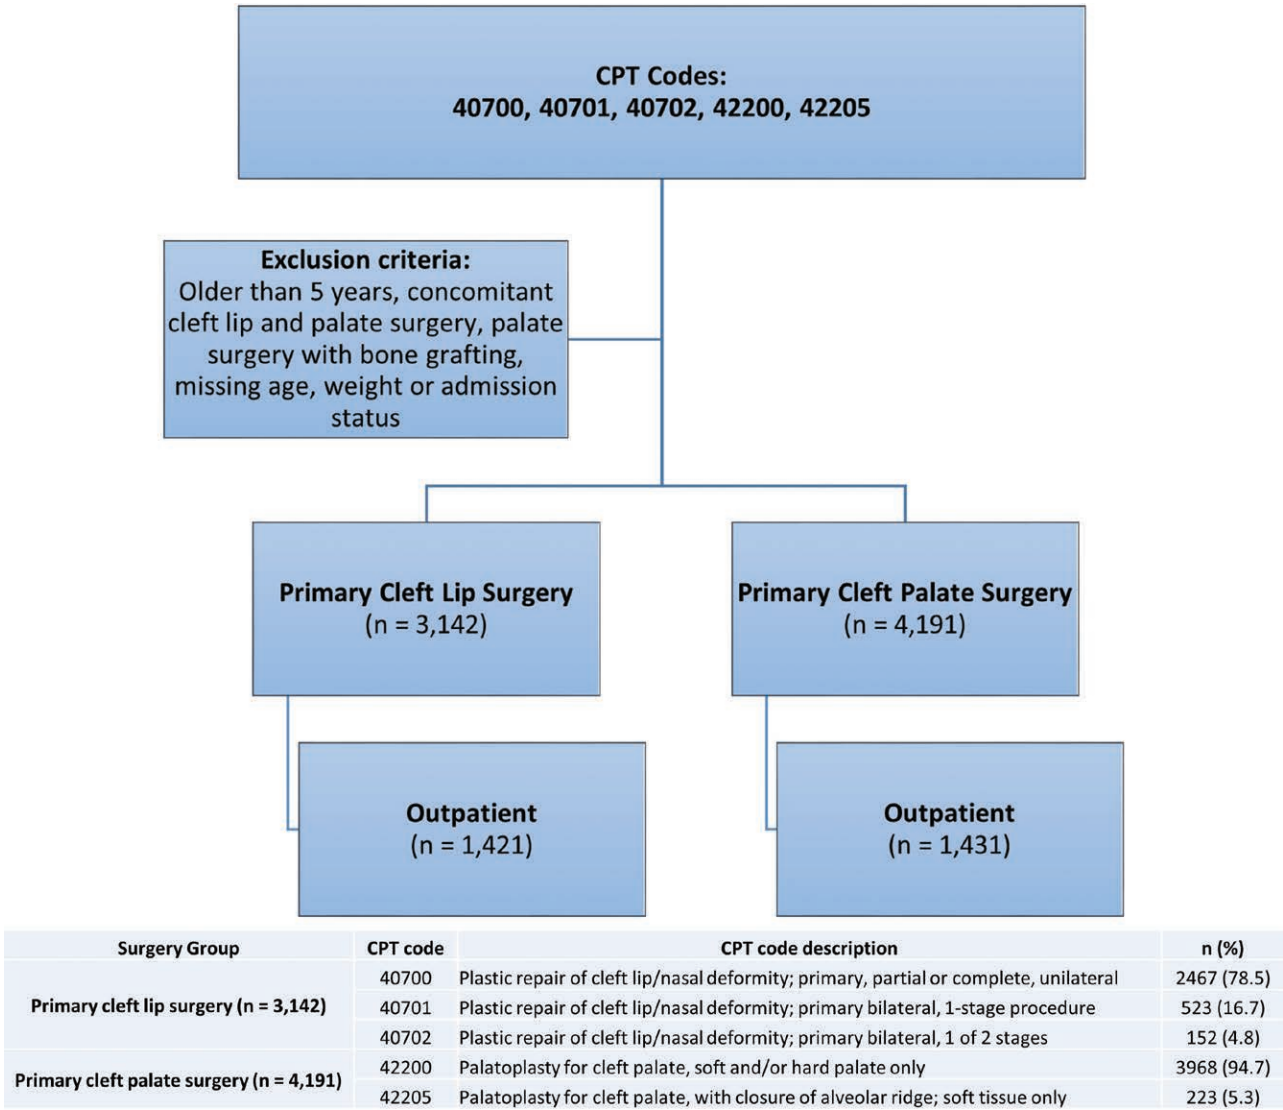 CPT Codes:
40700, 40701, 40702, 42200, 42205
Exclusion criteria:
Older than 5 years, concomitant
cleft lip and palate surgery, palate
surgery with bone grafting,
missing age, weight or admission
status
Primary Cleft Lip Surgery
(n = 3,142)
Primary Cleft Palate Surgery
(n = 4,191)
Outpatient
(n = 1,421)
Outpatient
(n = 1,431)
Surgery Group CPT code CPT code description n (%)
Primary cleft lip surgery (n = 3,142)
40700 Plastic repair of cleft lip/nasal deformity; primary, partial or complete, unilateral 2467 (78.5)
40701 Plastic repair of cleft lip/nasal deformity; primary bilateral, 1-stage procedure 523 (16.7)
40702 Plastic repair of cleft lip/nasal deformity; primary bilateral, 1 of 2 stages 152 (4.8)
Primary cleft palate surgery (n = 4,191)
42200 Palatoplasty for cleft palate, soft and/or hard palate only 3968 (94.7)
42205 Palatoplasty for cleft palate, with closure of alveolar ridge; soft tissue only 223 (5.3)